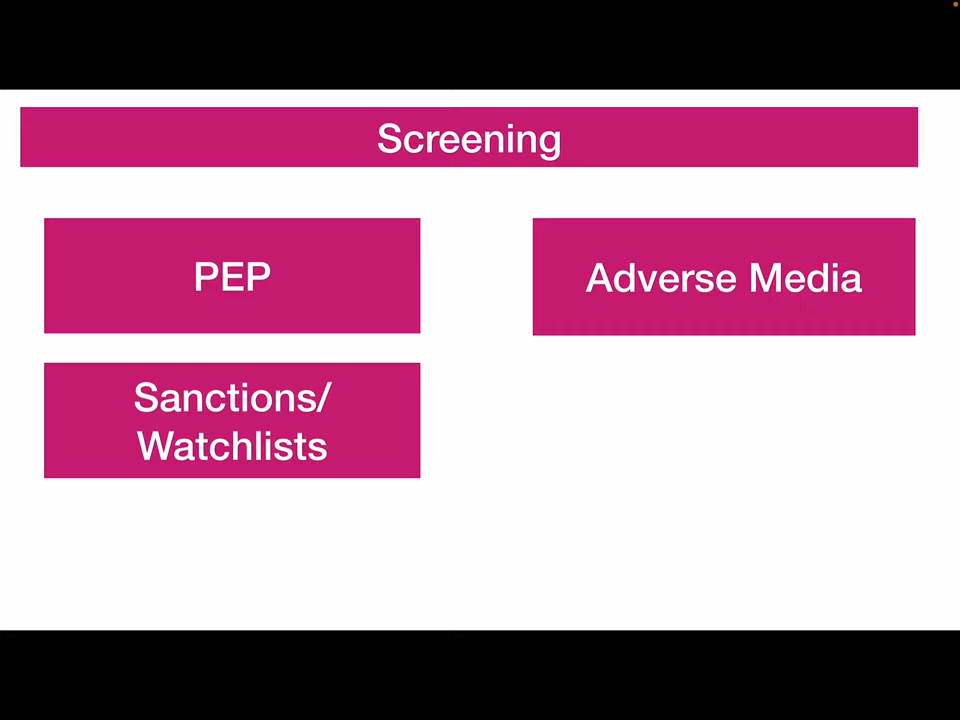 Screening
PEP
Adverse Media
Sanctions/
Watchlists